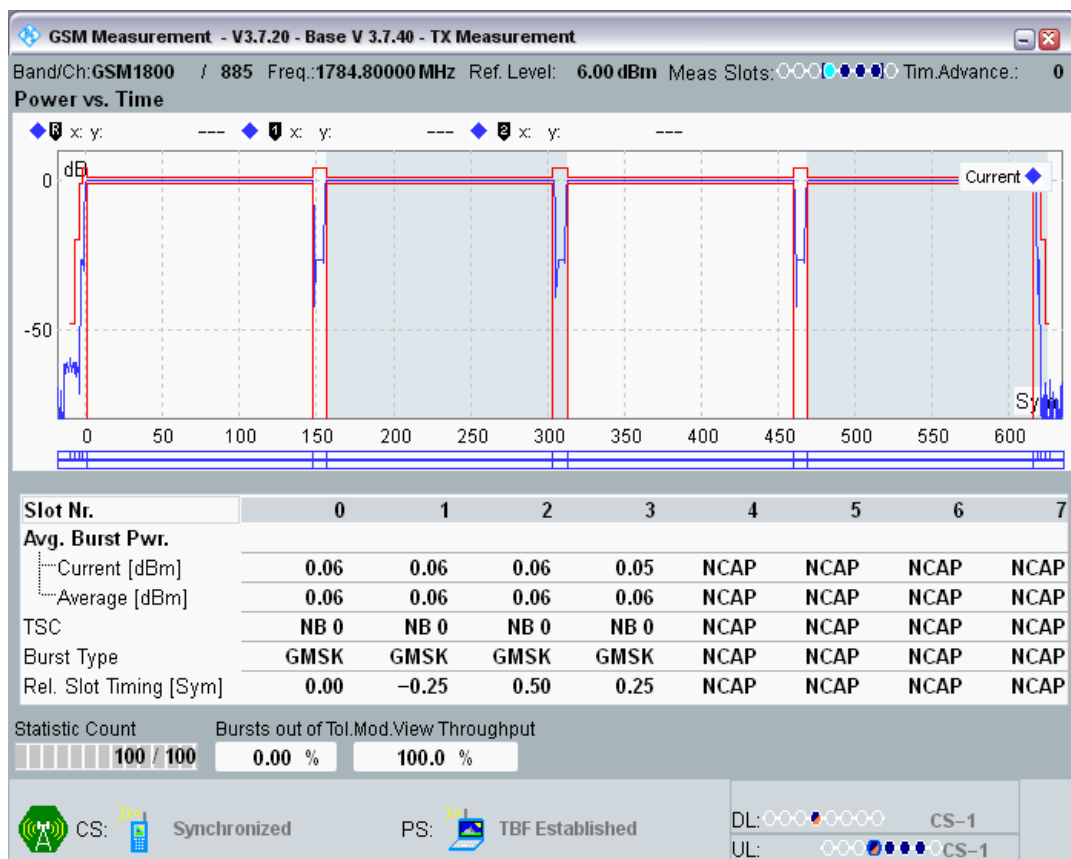 GSM Measurement - V3.7.20 - Base V 3.7.40 - TX Measurement
Band/Ch:GSM1800 / 885 Freq.:1784.80000 MHz Ref. Level: 6.00 dBm Meas Slots: Tim.Advance.: 0
Power vs. Time
R x: y: --- 1 x: y: --- 2 x: y: ---
dB
Current
0
-50
Sym
0 50 100 150 200 250 300 350 400 450 500 550 600
Slot Nr. 0 1 2 3 4 5 6 7
Avg. Burst Pwr.
Current [dBm] 0.06 0.06 0.06 0.05 NCAP NCAP NCAP NCAP
Average [dBm] 0.06 0.06 0.06 0.06 NCAP NCAP NCAP NCAP
TSC NB 0 NB 0 NB 0 NB 0 NCAP NCAP NCAP NCAP
Burst Type GMSK GMSK GMSK GMSK NCAP NCAP NCAP NCAP
Rel. Slot Timing [Sym] 0.00 −0.25 0.50 0.25 NCAP NCAP NCAP NCAP
Statistic Count Bursts out of Tol. Mod.View Throughput
100 / 100 0.00 % 100.0 %
CS: Synchronized PS: TBF Established
DL: CS−1
UL: CS−1